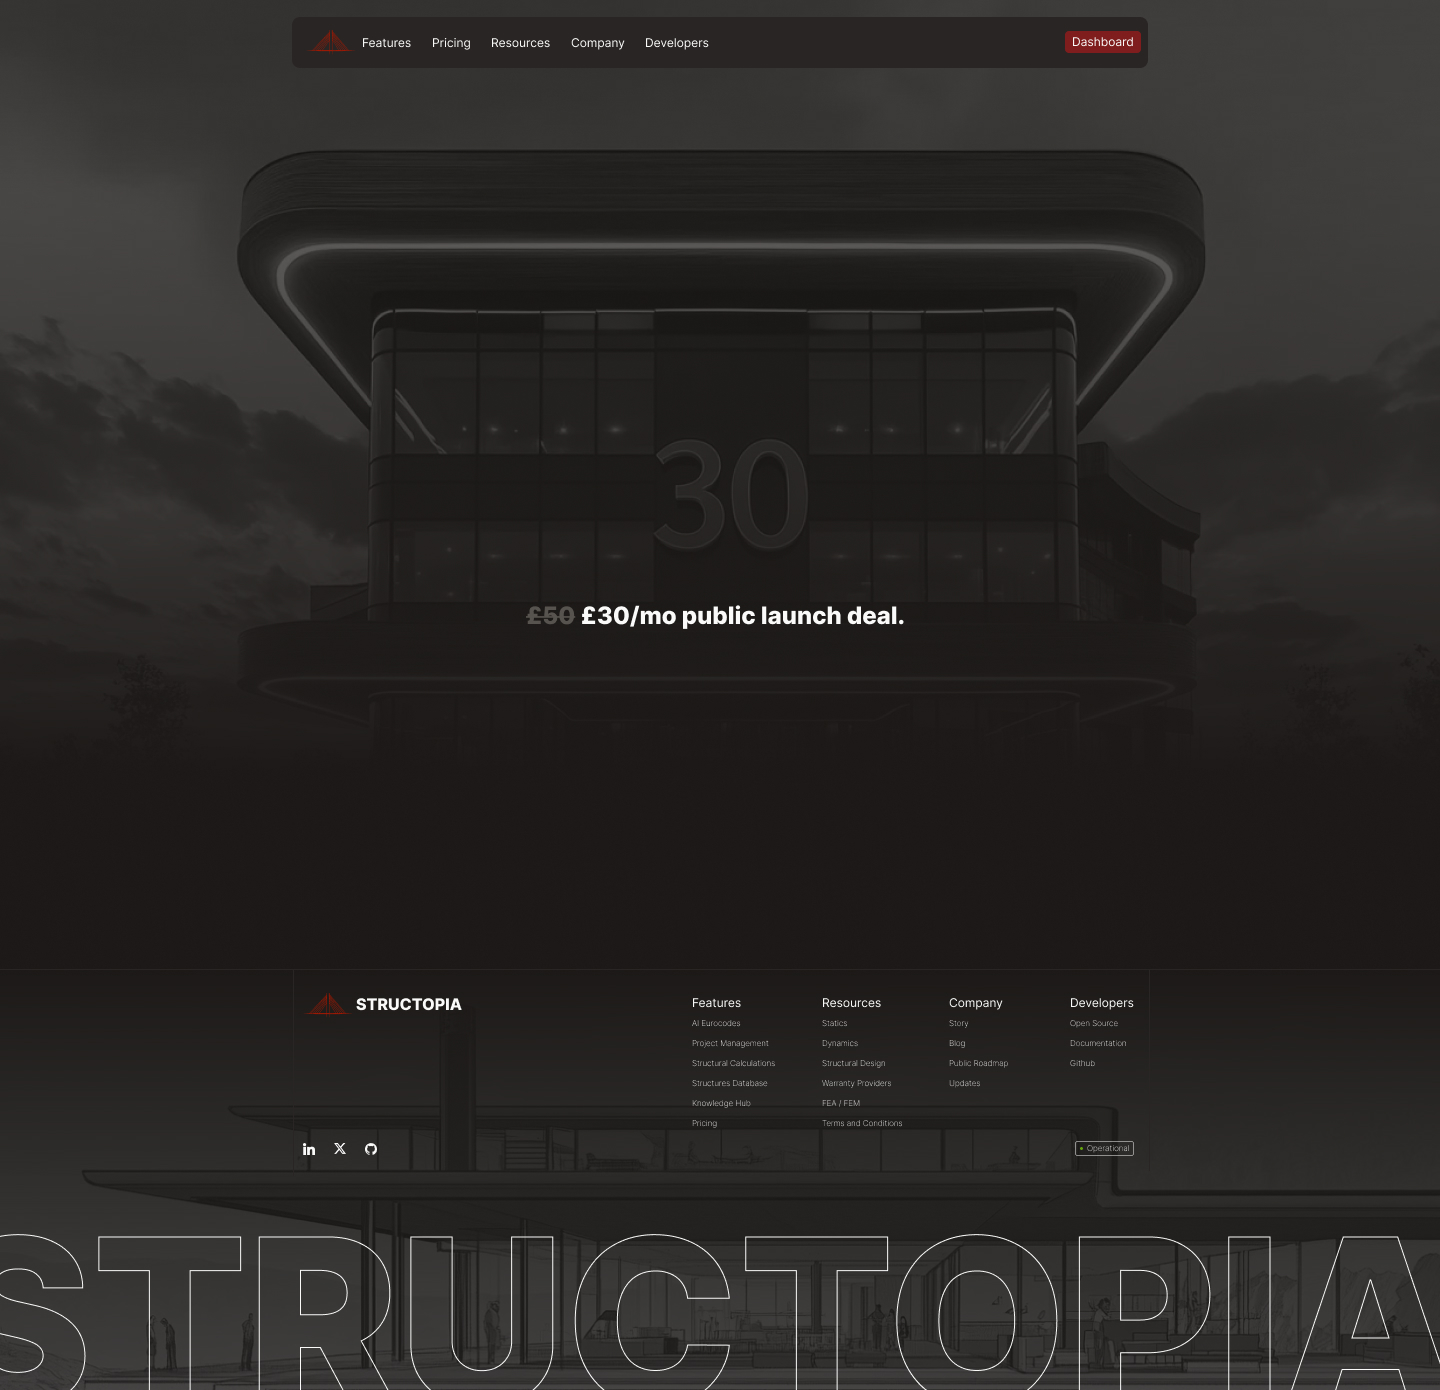 Features Pricing Resources Company Developers Dashboard
30
£50 £30/mo public launch deal.
STRUCTOPIA
Features
AI Eurocodes
Project Management
Structural Calculations
Structures Database
Knowledge Hub
Pricing
Resources
Statics
Dynamics
Structural Design
Warranty Providers
FEA / FEM
Terms and Conditions
Company
Story
Blog
Public Roadmap
Updates
Developers
Open Source
Documentation
Github
Operational
STRUCTOPIA